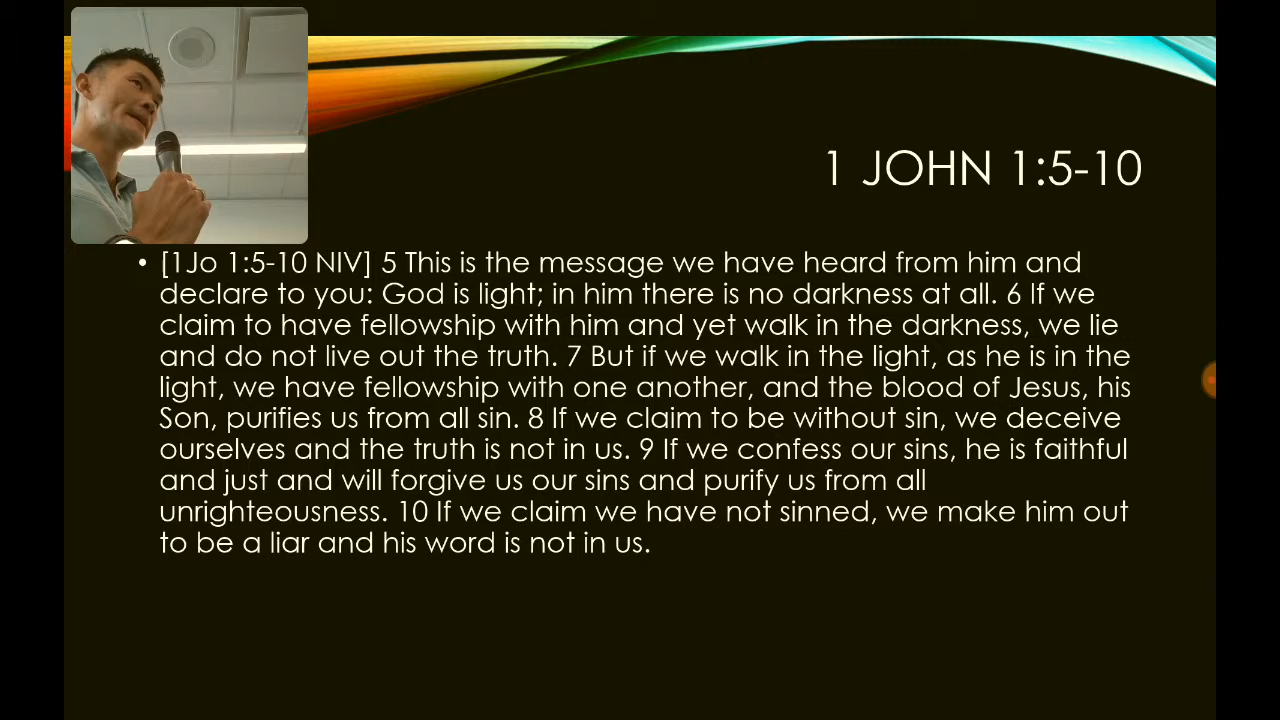 1 JOHN 1:5-10
• [1Jo 1:5-10 NIV] 5 This is the message we have heard from him and
declare to you: God is light; in him there is no darkness at all. 6 If we
claim to have fellowship with him and yet walk in the darkness, we lie
and do not live out the truth. 7 But if we walk in the light, as he is in the
light, we have fellowship with one another, and the blood of Jesus, his
Son, purifies us from all sin. 8 If we claim to be without sin, we deceive
ourselves and the truth is not in us. 9 If we confess our sins, he is faithful
and just and will forgive us our sins and purify us from all
unrighteousness. 10 If we claim we have not sinned, we make him out
to be a liar and his word is not in us.